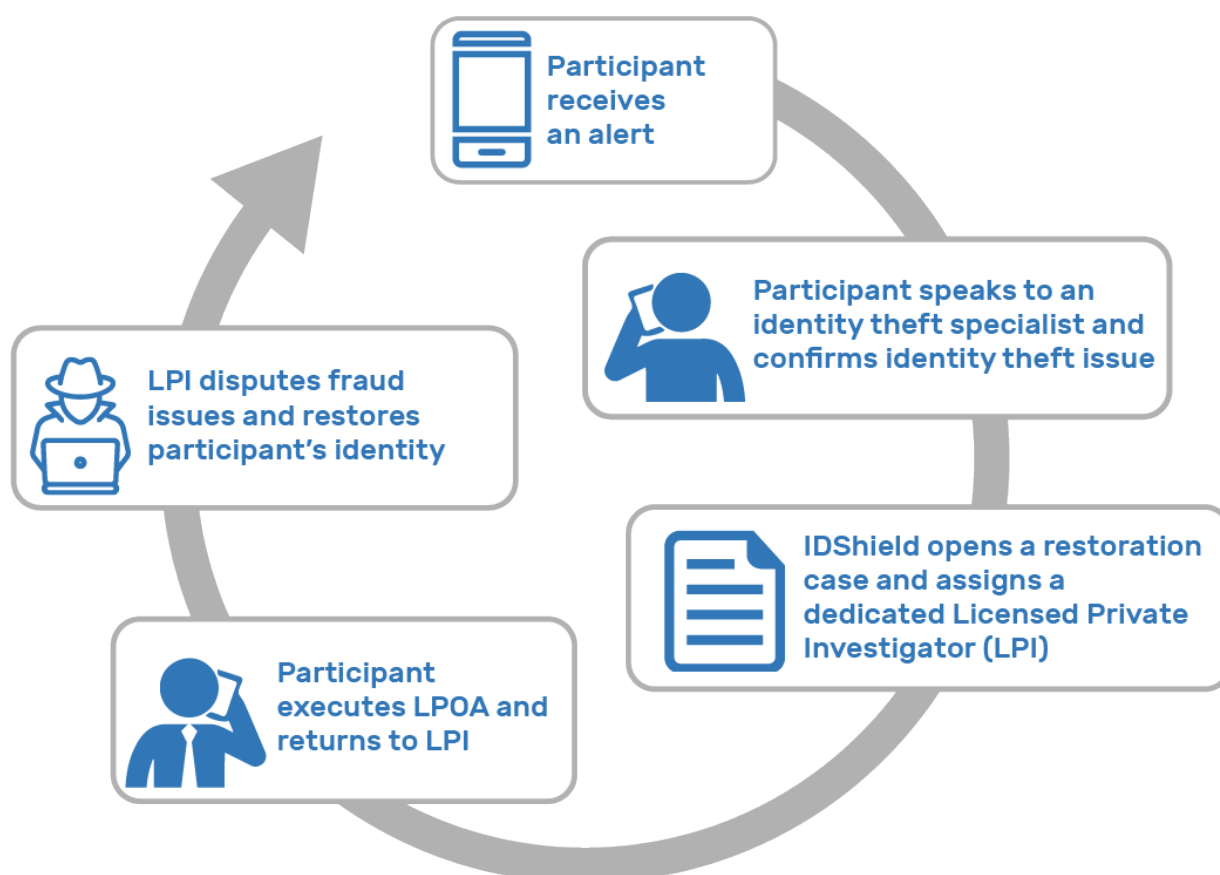 Participant
receives
an alert
Participant speaks to an
identity theft specialist and
confirms identity theft issue
IDShield opens a restoration
case and assigns a
dedicated Licensed Private
Investigator (LPI)
Participant
executes LPOA and
returns to LPI
LPI disputes fraud
issues and restores
participant's identity